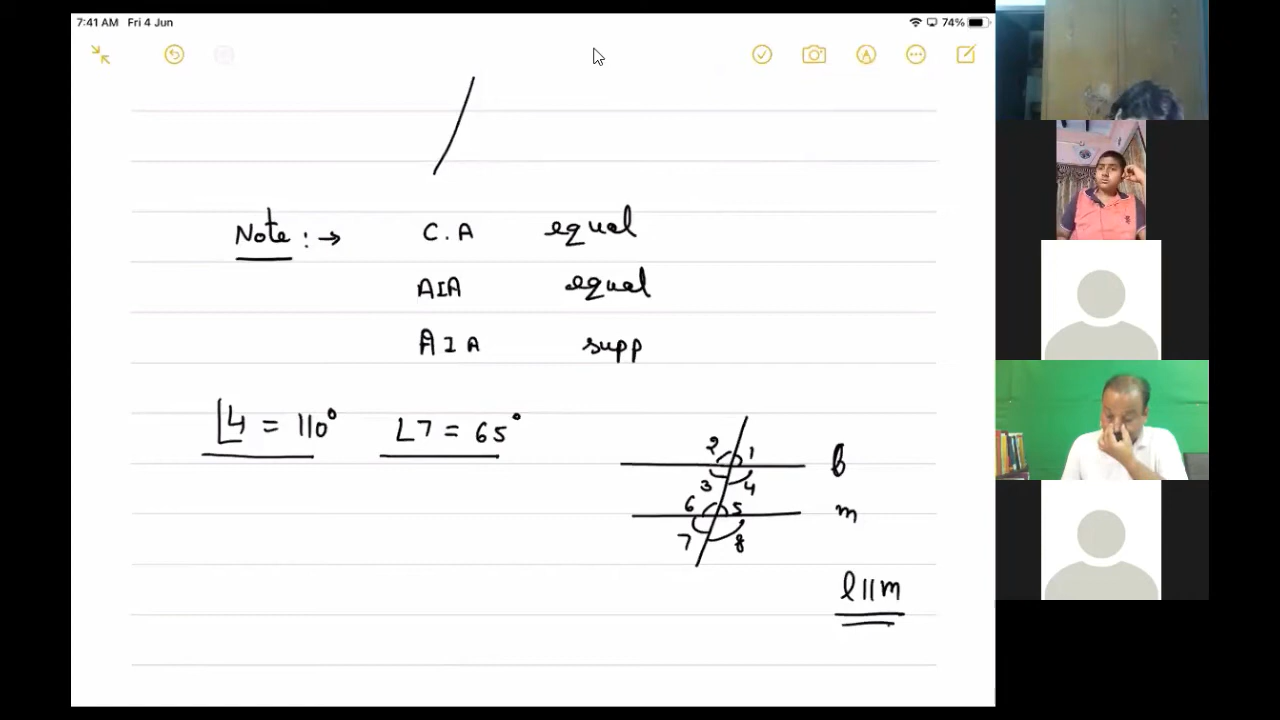 7:41 AM Fri 4 Jun 74%
Note : → C.A equal
AIA equal
AIA supp
∠4 = 110° ∠7 = 65°
2 1
l
3 4
6 5
m
7 8
l || m